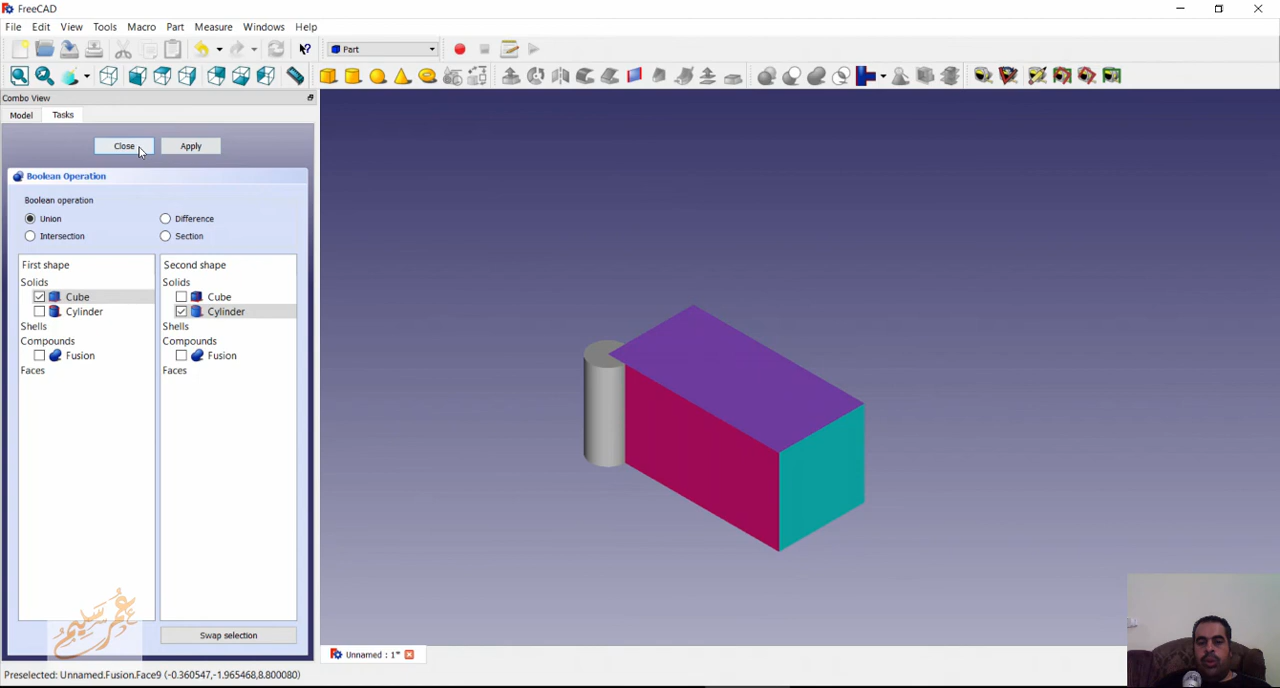 FreeCAD
File Edit View Tools Macro Part Measure Windows Help
Part
Combo View
Model Tasks
Close Apply
Boolean Operation
Boolean operation
Union Difference
Intersection Section
First shape Second shape
Solids Solids
Cube Cube
Cylinder Cylinder
Shells Shells
Compounds Compounds
Fusion Fusion
Faces Faces
عمر سليم
Swap selection
Unnamed : 1*
Preselected: Unnamed.Fusion.Face9 (-0.360547,-1.965468,8.800080)